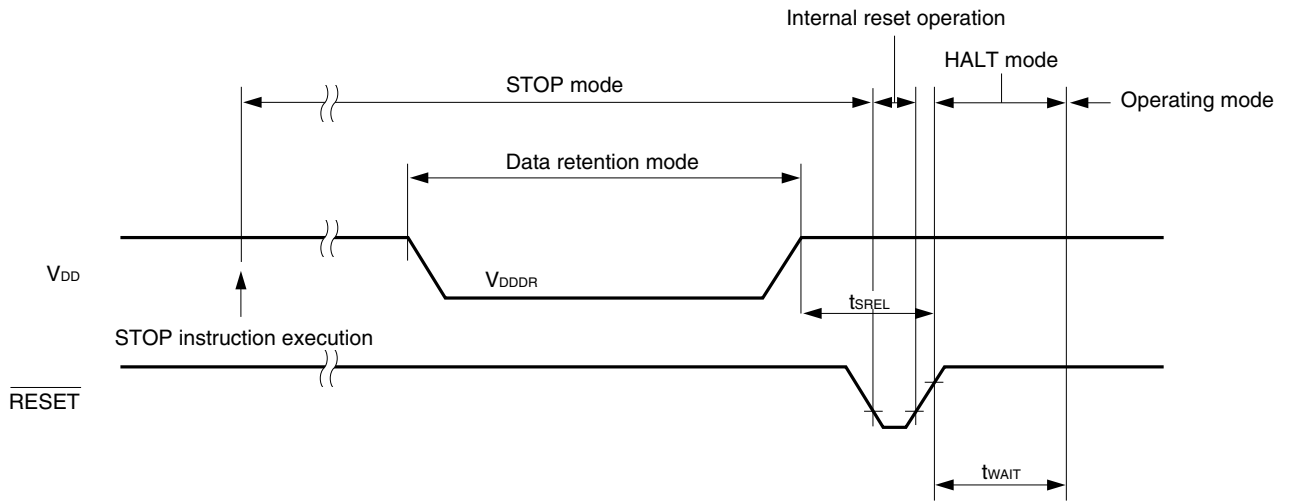 Internal reset operation
HALT mode
STOP mode
Operating mode
Data retention mode
VDD
VDDDR
tSREL
STOP instruction execution
RESET
tWAIT